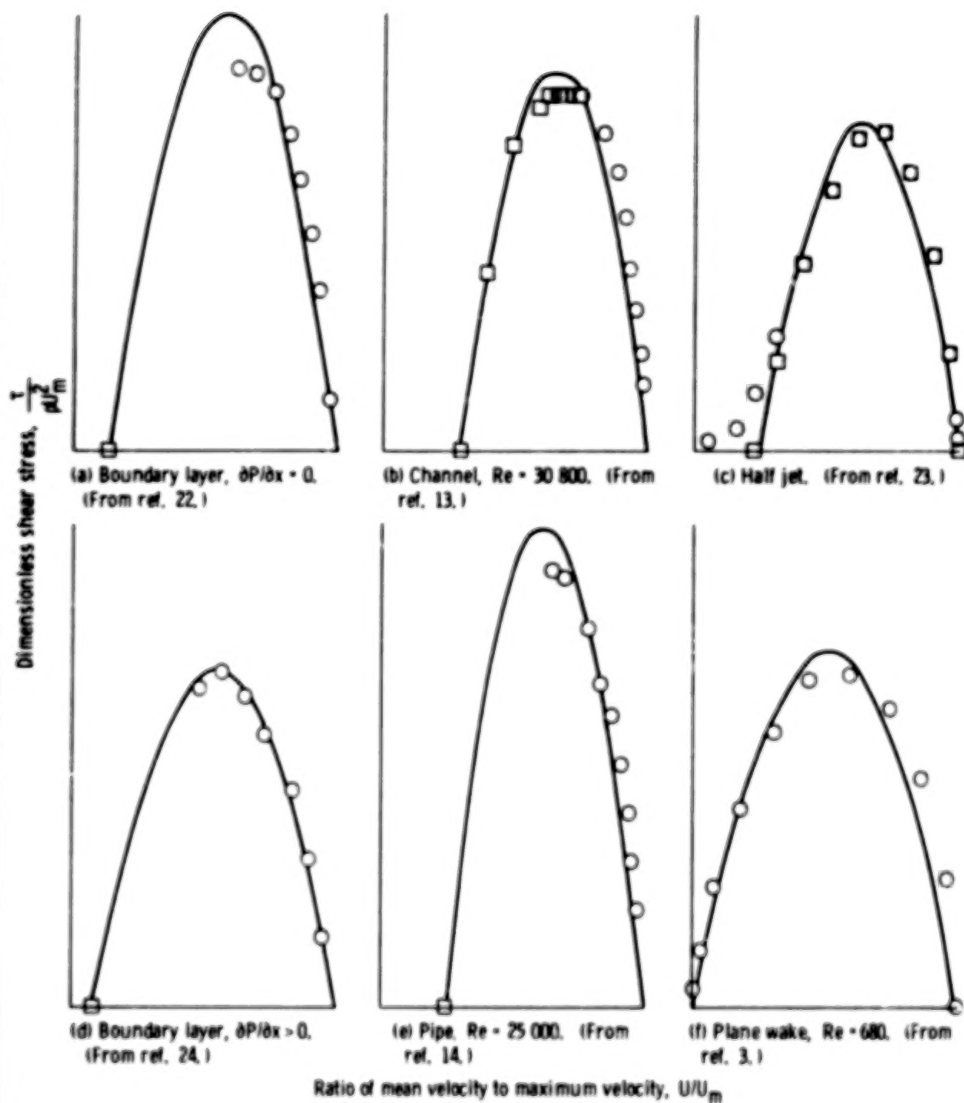 Dimensionless shear stress, τ/ρU²m
(a) Boundary layer, ∂P/∂x = 0.
(From ref. 22.)
(b) Channel, Re = 30 800. (From
ref. 13.)
(c) Half jet. (From ref. 23.)
(d) Boundary layer, ∂P/∂x > 0.
(From ref. 24.)
(e) Pipe, Re = 25 000. (From
ref. 14.)
(f) Plane wake, Re = 680. (From
ref. 3.)
Ratio of mean velocity to maximum velocity, U/Um